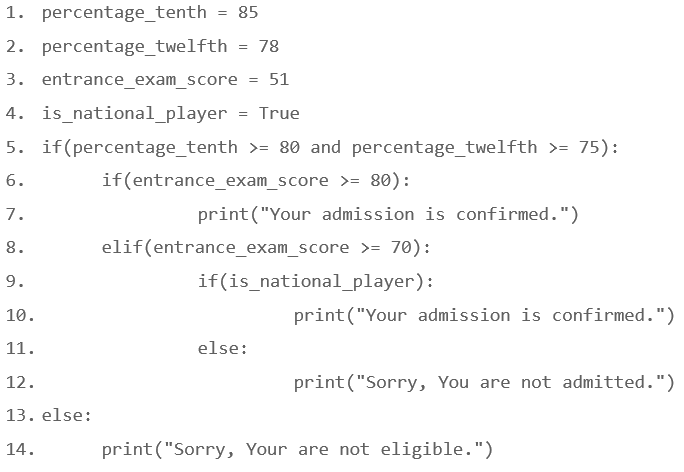 1. percentage_tenth = 85
2. percentage_twelfth = 78
3. entrance_exam_score = 51
4. is_national_player = True
5. if(percentage_tenth >= 80 and percentage_twelfth >= 75):
6. if(entrance_exam_score >= 80):
7. print("Your admission is confirmed.")
8. elif(entrance_exam_score >= 70):
9. if(is_national_player):
10. print("Your admission is confirmed.")
11. else:
12. print("Sorry, You are not admitted.")
13. else:
14. print("Sorry, Your are not eligible.")